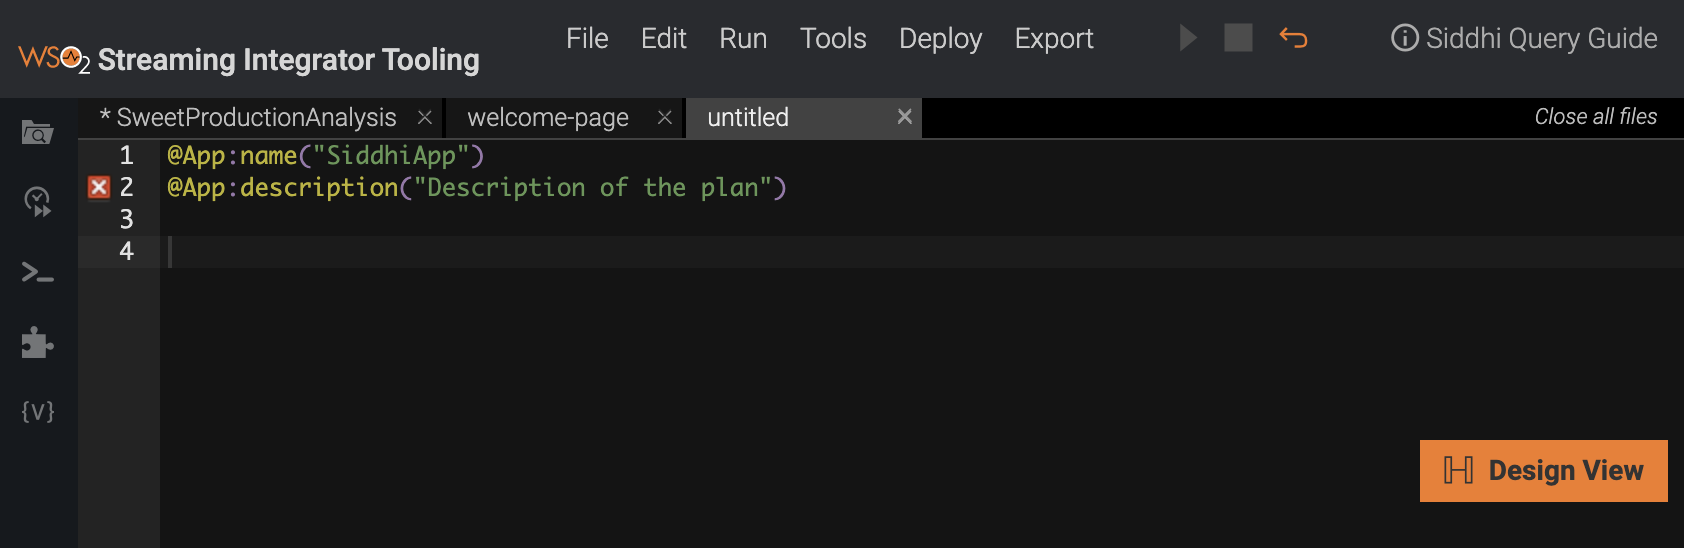 WSO2 Streaming Integrator Tooling
File Edit Run Tools Deploy Export
Siddhi Query Guide
* SweetProductionAnalysis
welcome-page
untitled
Close all files
1 @App:name("SiddhiApp")
2 @App:description("Description of the plan")
3
4
{V}
Design View